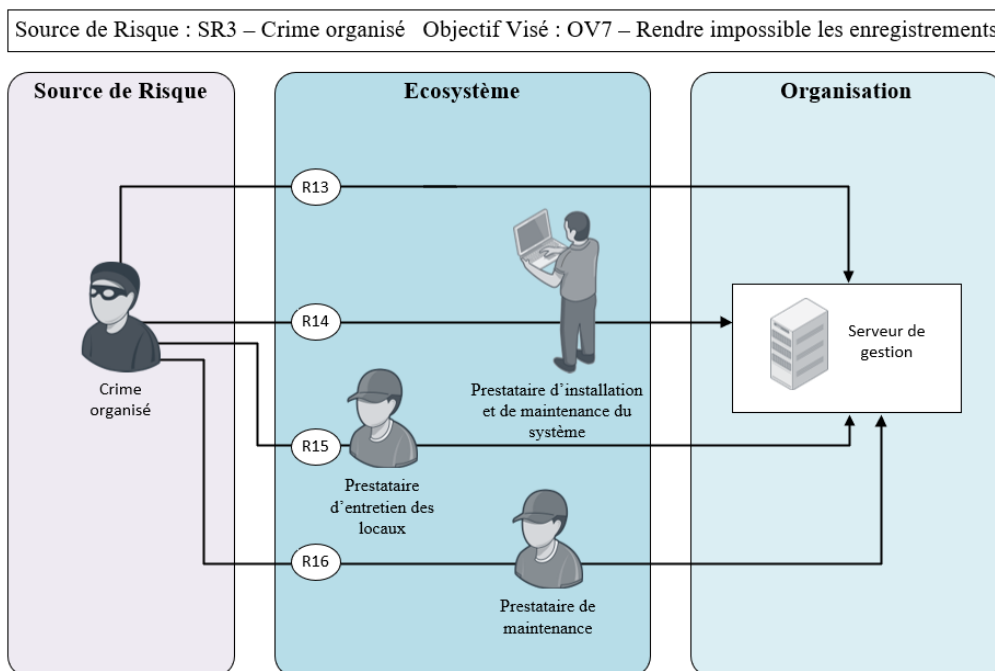 Source de Risque : SR3 – Crime organisé   Objectif Visé : OV7 – Rendre impossible les enregistrements
Source de Risque
Ecosystème
Organisation
R13
R14
Crime
organisé
Prestataire d’installation
et de maintenance du
système
Serveur de
gestion
R15
Prestataire
d’entretien des
locaux
R16
Prestataire de
maintenance